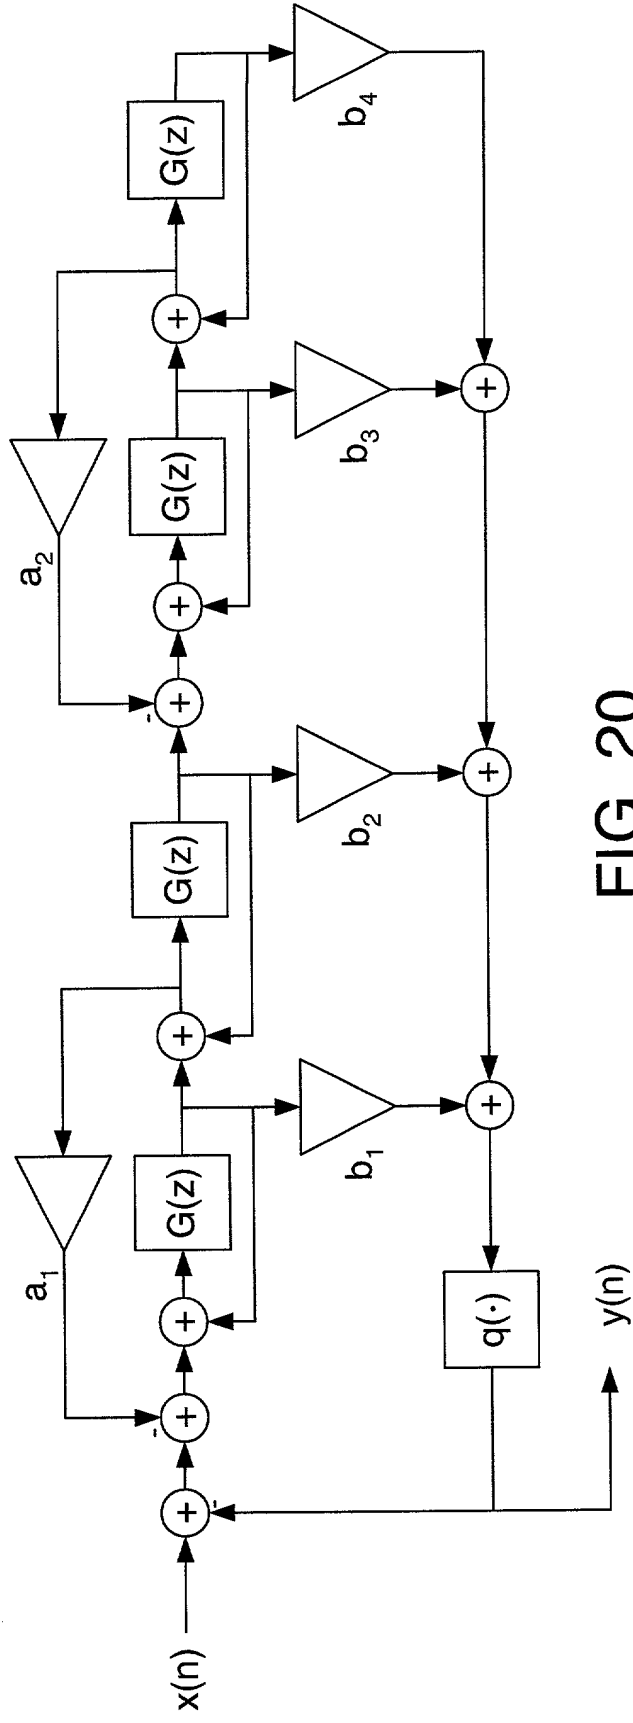 a₁
a₂
x(n)
+
-
+
-
+
G(z)
+
G(z)
+
-
+
G(z)
+
G(z)
b₁
b₂
b₃
b₄
q(·)
+
+
+
y(n)
FIG. 20